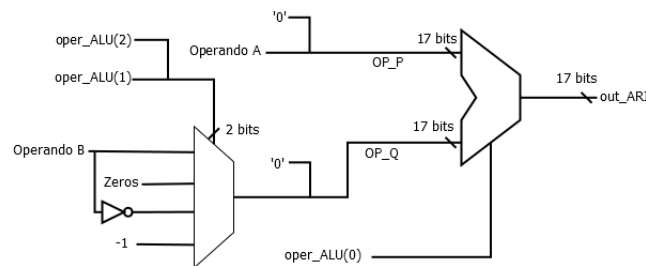 '0'
oper_ALU(2)
Operando A
17 bits
OP_P
oper_ALU(1)
17 bits
out_ARI
2 bits
17 bits
Operando B
'0'
OP_Q
Zeros
-1
oper_ALU(0)